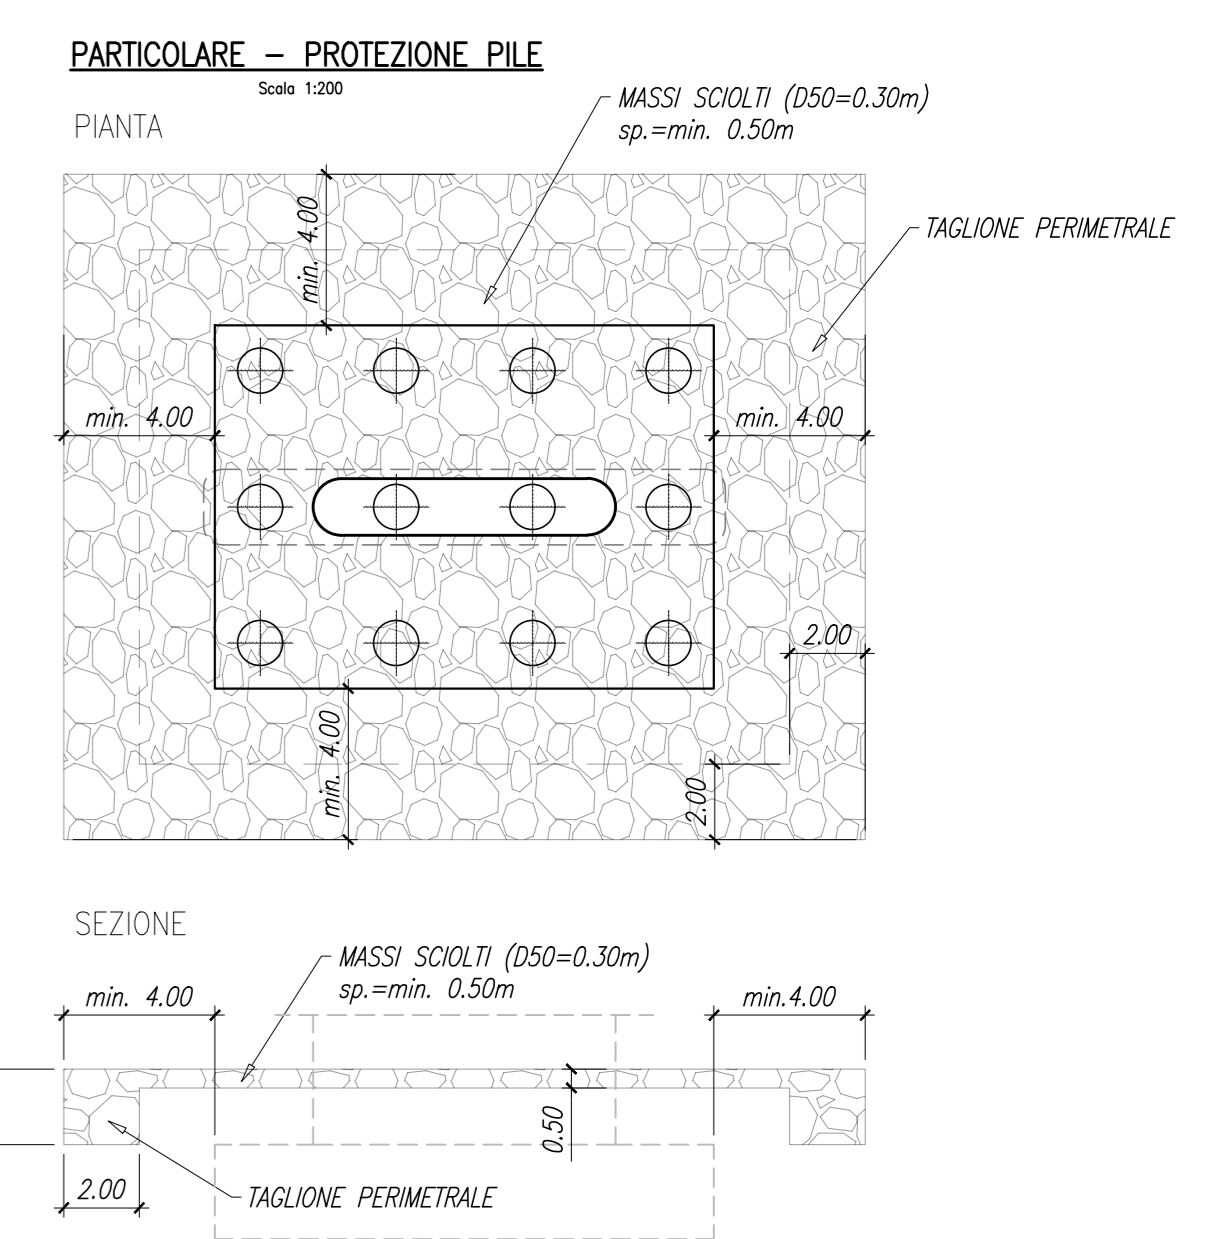 PARTICOLARE – PROTEZIONE PILE
Scala 1:200
PIANTA
MASSI SCIOLTI (D50=0.30m)
sp.=min. 0.50m
TAGLIONE PERIMETRALE
min. 4.00
min. 4.00
min. 4.00
2.00
min. 4.00
2.00
SEZIONE
MASSI SCIOLTI (D50=0.30m)
sp.=min. 0.50m
min. 4.00
min.4.00
0.50
2.00
TAGLIONE PERIMETRALE